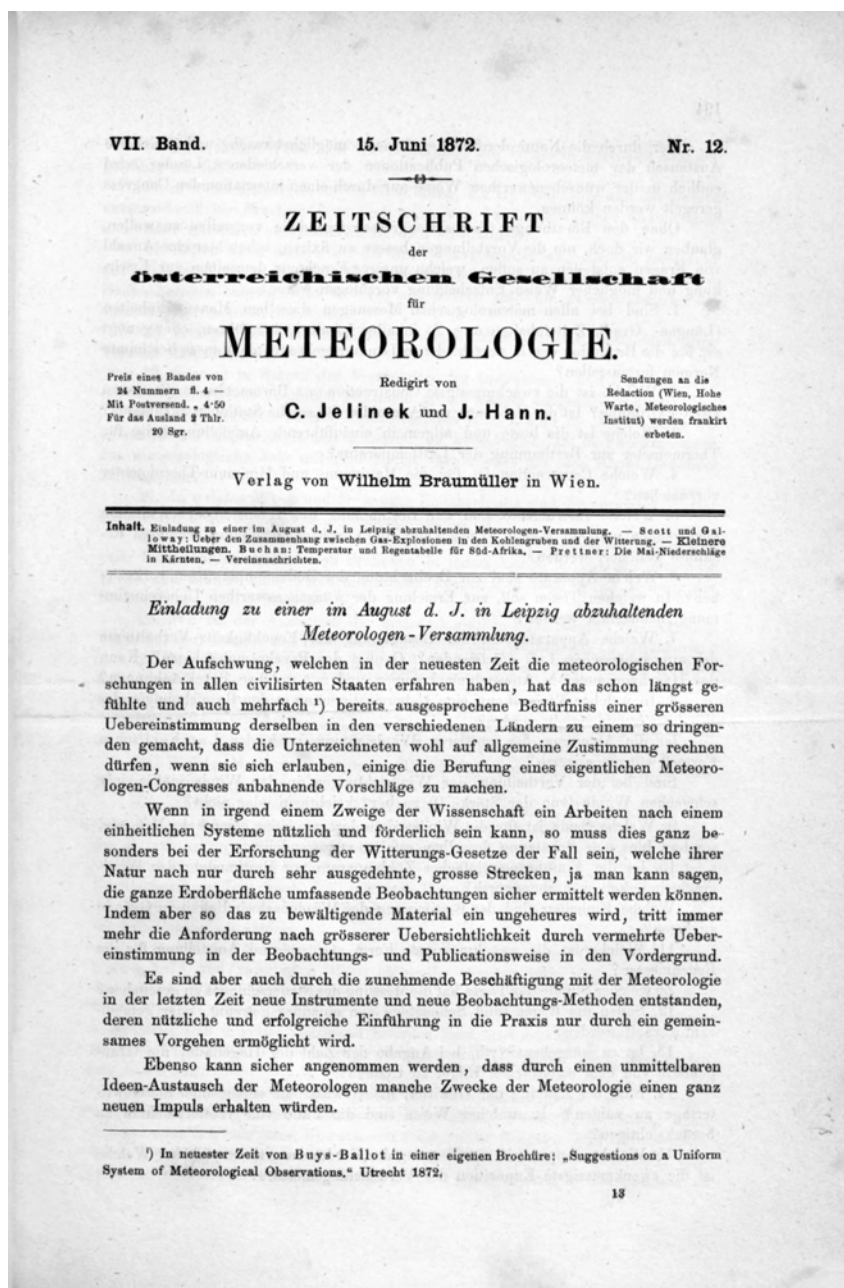 VII. Band. 15. Juni 1872. Nr. 12.
ZEITSCHRIFT
der
österreichischen Gesellschaft
für
METEOROLOGIE.
Preis eines Bandes von
24 Nummern fl. 4 —
Mit Postversend. „ 4·50
Für das Ausland 2 Thlr.
20 Sgr.
Redigirt von
C. Jelinek und J. Hann.
Sendungen an die
Redaction (Wien, Hohe
Warte, Meteorologisches
Institut) werden frankirt
erbeten.
Verlag von Wilhelm Braumüller in Wien.
Inhalt. Einladung zu einer im August d. J. in Leipzig abzuhaltenden Meteorologen-Versammlung. — Scott und Gal-
loway: Ueber den Zusammenhang zwischen Gas-Explosionen in den Kohlengruben und der Witterung. — Kleinere
Mittheilungen. Buchan: Temperatur und Regentabelle für Süd-Afrika. — Prettner: Die Mai-Niederschläge
in Kärnten. — Vereinsnachrichten.
Einladung zu einer im August d. J. in Leipzig abzuhaltenden
Meteorologen-Versammlung.
Der Aufschwung, welchen in der neuesten Zeit die meteorologischen For-
schungen in allen civilisirten Staaten erfahren haben, hat das schon längst ge-
fühlte und auch mehrfach ¹) bereits ausgesprochene Bedürfniss einer grösseren
Uebereinstimmung derselben in den verschiedenen Ländern zu einem so dringen-
den gemacht, dass die Unterzeichneten wohl auf allgemeine Zustimmung rechnen
dürfen, wenn sie sich erlauben, einige die Berufung eines eigentlichen Meteoro-
logen-Congresses anbahnende Vorschläge zu machen.
Wenn in irgend einem Zweige der Wissenschaft ein Arbeiten nach einem
einheitlichen Systeme nützlich und förderlich sein kann, so muss dies ganz be-
sonders bei der Erforschung der Witterungs-Gesetze der Fall sein, welche ihrer
Natur nach nur durch sehr ausgedehnte, grosse Strecken, ja man kann sagen,
die ganze Erdoberfläche umfassende Beobachtungen sicher ermittelt werden können.
Indem aber so das zu bewältigende Material ein ungeheures wird, tritt immer
mehr die Anforderung nach grösserer Uebersichtlichkeit durch vermehrte Ueber-
einstimmung in der Beobachtungs- und Publicationsweise in den Vordergrund.
Es sind aber auch durch die zunehmende Beschäftigung mit der Meteorologie
in der letzten Zeit neue Instrumente und neue Beobachtungs-Methoden entstanden,
deren nützliche und erfolgreiche Einführung in die Praxis nur durch ein gemein-
sames Vorgehen ermöglicht wird.
Ebenso kann sicher angenommen werden, dass durch einen unmittelbaren
Ideen-Austausch der Meteorologen manche Zwecke der Meteorologie einen ganz
neuen Impuls erhalten würden.
¹) In neuester Zeit von Buys-Ballot in einer eigenen Brochüre: „Suggestions on a Uniform
System of Meteorological Observations.“ Utrecht 1872.
13